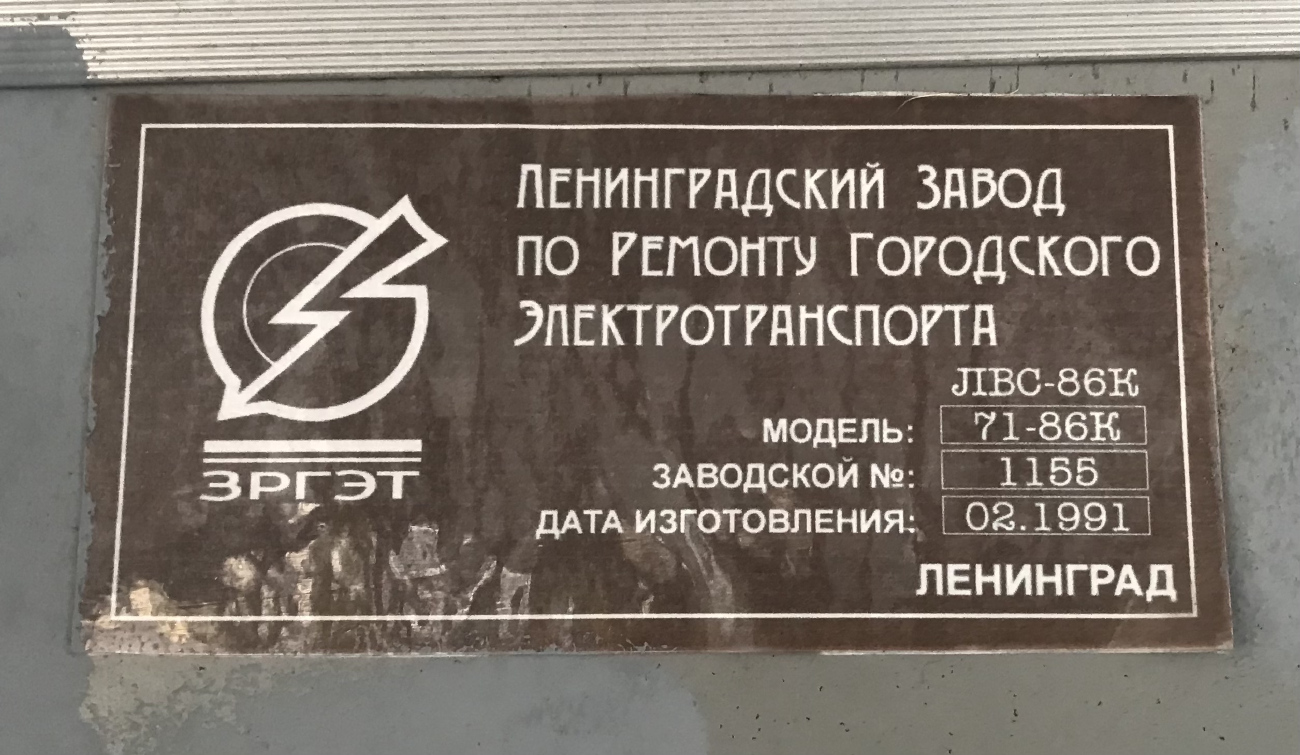 ЛЕНИНГРАДСКИЙ ЗАВОД
ПО РЕМОНТУ ГОРОДСКОГО
ЭЛЕКТРОТРАНСПОРТА
ЗРГЭТ
ЛВС-86К
МОДЕЛЬ: 71-86К
ЗАВОДСКОЙ №: 1155
ДАТА ИЗГОТОВЛЕНИЯ: 02.1991
ЛЕНИНГРАД